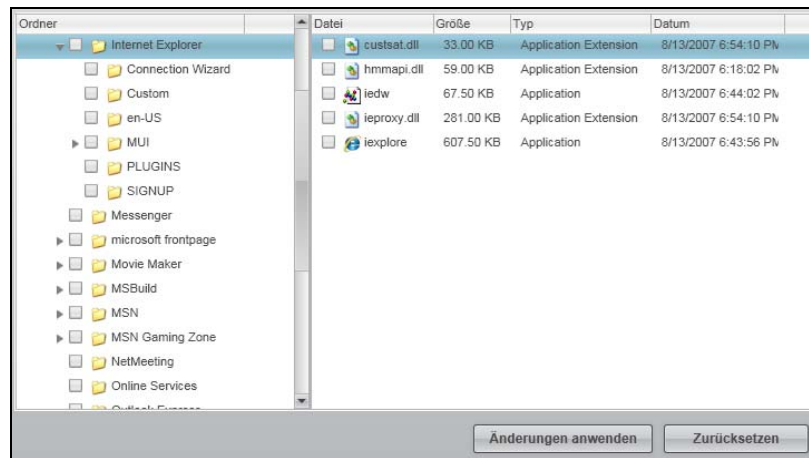 Ordner
Internet Explorer
Connection Wizard
Custom
en-US
MUI
PLUGINS
SIGNUP
Messenger
microsoft frontpage
Movie Maker
MSBuild
MSN
MSN Gaming Zone
NetMeeting
Online Services
Outlook Express
Datei Größe Typ Datum
custsat.dll 33.00 KB Application Extension 8/13/2007 6:54:10 PM
hmmapi.dll 59.00 KB Application Extension 8/13/2007 6:18:02 PM
iedw 67.50 KB Application 8/13/2007 6:44:02 PM
ieproxy.dll 281.00 KB Application Extension 8/13/2007 6:54:10 PM
iexplore 607.50 KB Application 8/13/2007 6:43:56 PM
Änderungen anwenden Zurücksetzen